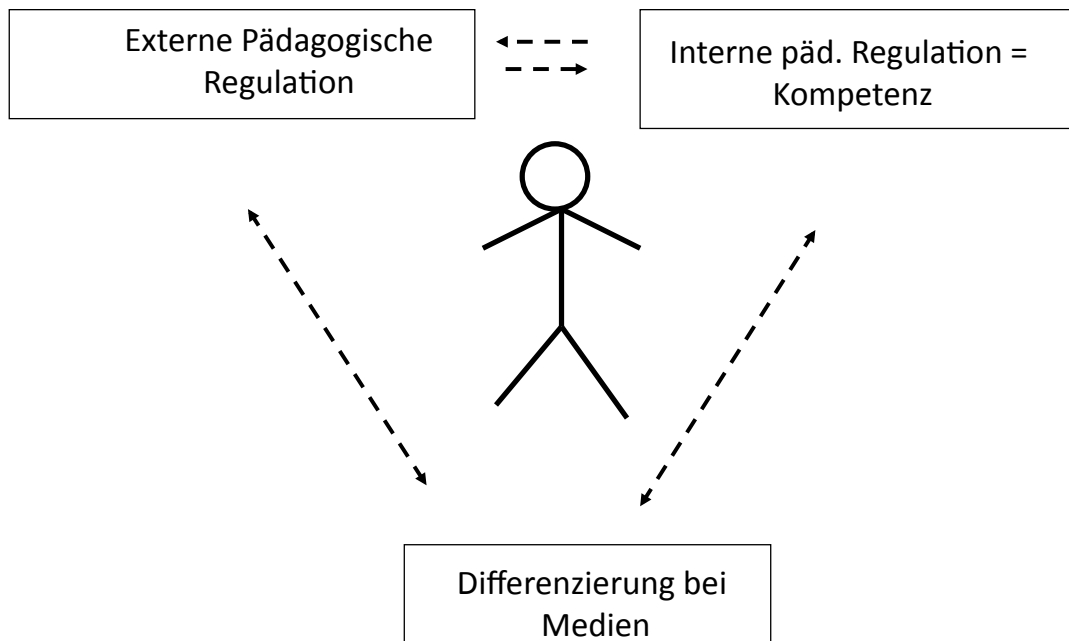 Externe Pädagogische
Regulation
Interne päd. Regulation =
Kompetenz
Differenzierung bei
Medien